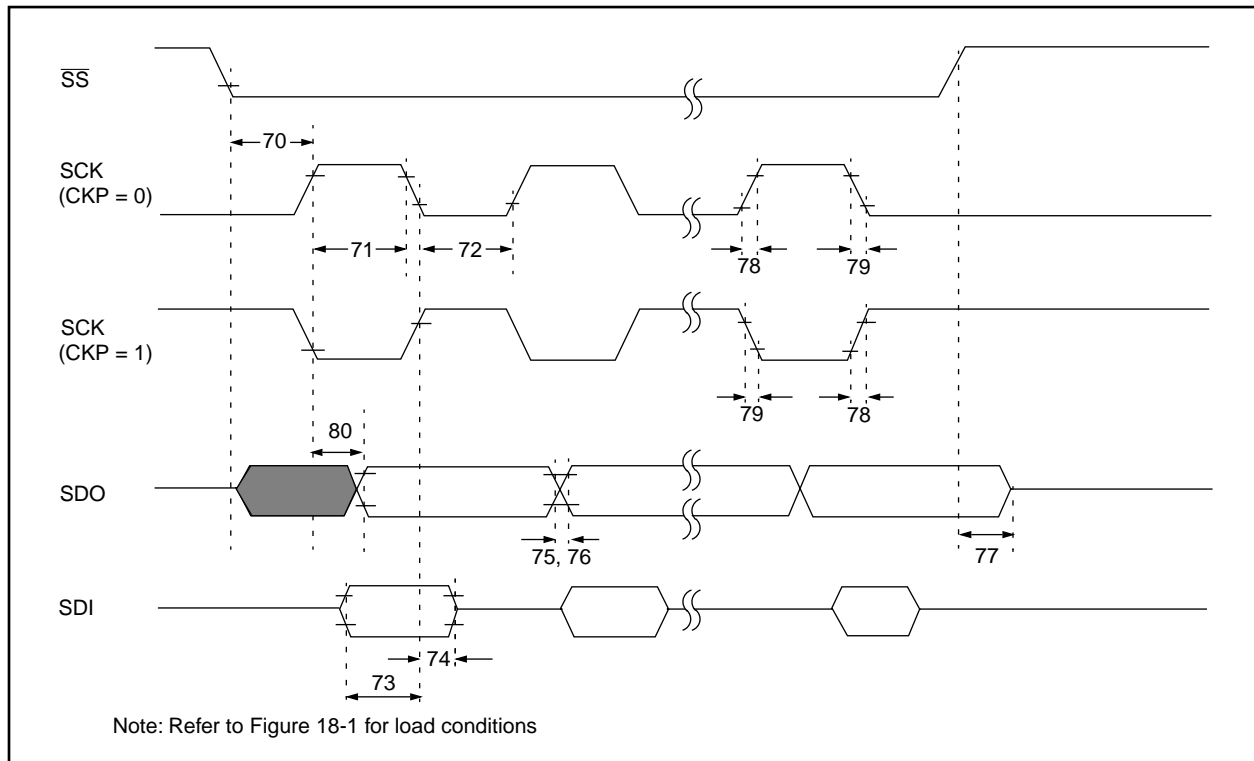 SS
70
SCK
(CKP = 0)
71
72
78
79
SCK
(CKP = 1)
79
78
80
SDO
75, 76
77
SDI
74
73
Note: Refer to Figure 18-1 for load conditions